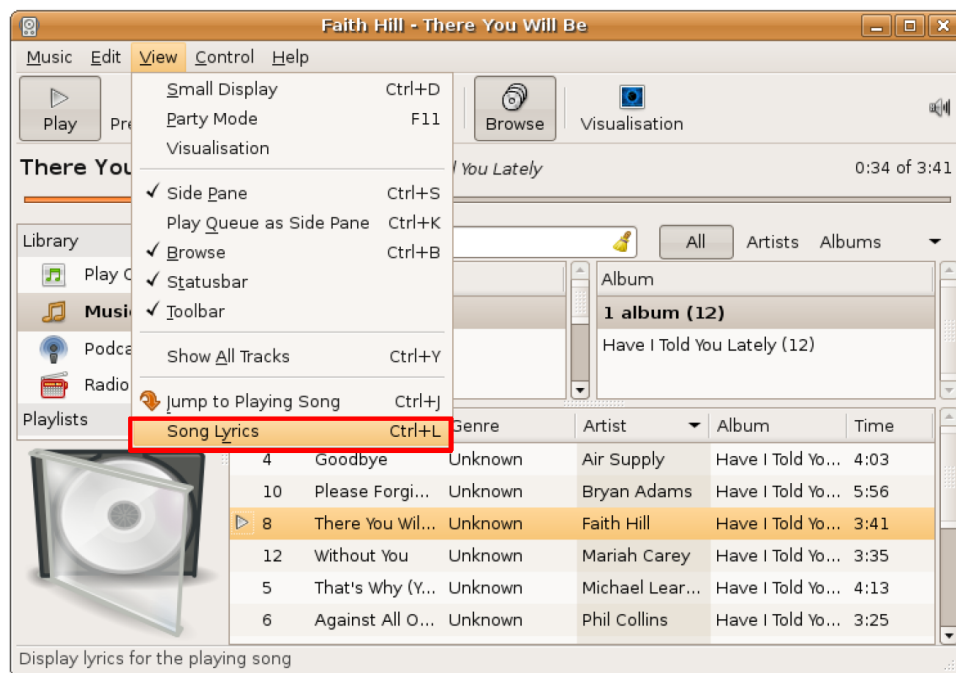 Faith Hill - There You Will Be
Music Edit View Control Help
Play Pre Browse Visualisation
Small Display Ctrl+D
Party Mode F11
Visualisation
There You You Lately 0:34 of 3:41
Side Pane Ctrl+S
Play Queue as Side Pane Ctrl+K
Library Browse Ctrl+B All Artists Albums
Play Q Statusbar Album
Musi Toolbar 1 album (12)
Podca Show All Tracks Ctrl+Y Have I Told You Lately (12)
Radio Jump to Playing Song Ctrl+J
Playlists Song Lyrics Ctrl+L Genre Artist Album Time
4 Goodbye Unknown Air Supply Have I Told Yo... 4:03
10 Please Forgi... Unknown Bryan Adams Have I Told Yo... 5:56
8 There You Wil... Unknown Faith Hill Have I Told Yo... 3:41
12 Without You Unknown Mariah Carey Have I Told Yo... 3:35
5 That's Why (Y... Unknown Michael Lear... Have I Told Yo... 4:13
6 Against All O... Unknown Phil Collins Have I Told Yo... 3:25
Display lyrics for the playing song